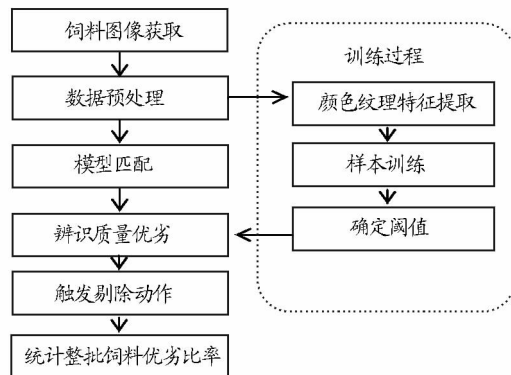 饲料图像获取
数据预处理
模型匹配
辨识质量优劣
触发剔除动作
统计整批饲料优劣比率
训练过程
颜色纹理特征提取
样本训练
确定阈值